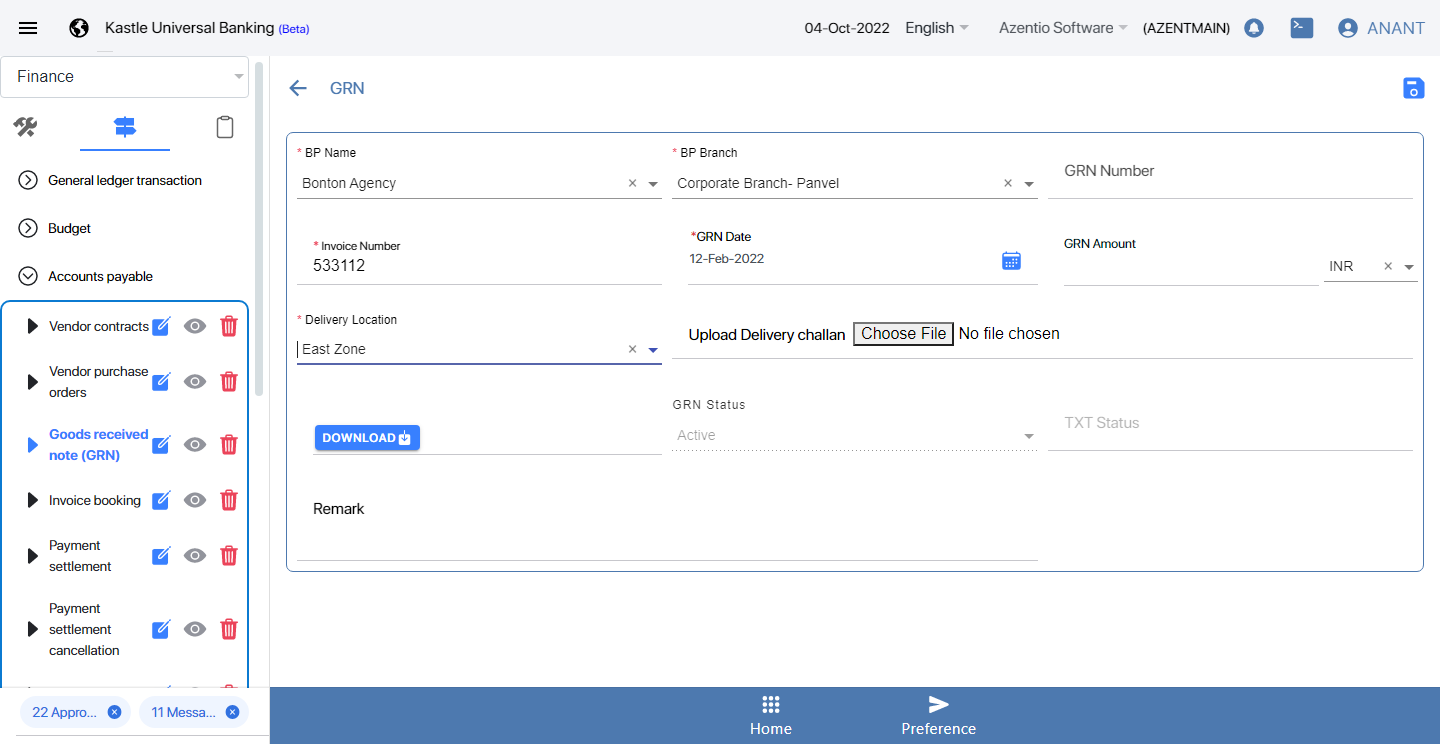 Kastle Universal Banking (Beta)
04-Oct-2022 English Azentio Software (AZENTMAIN) ANANT
Finance
General ledger transaction
Budget
Accounts payable
Vendor contracts
Vendor purchase
orders
Goods received
note (GRN)
Invoice booking
Payment
settlement
Payment
settlement
cancellation
22 Appro...
11 Messa...
GRN
* BP Name
Bonton Agency
* BP Branch
Corporate Branch- Panvel
GRN Number
* Invoice Number
533112
*GRN Date
12-Feb-2022
GRN Amount
INR
* Delivery Location
East Zone
Upload Delivery challan Choose File No file chosen
DOWNLOAD
GRN Status
Active
TXT Status
Remark
Home
Preference